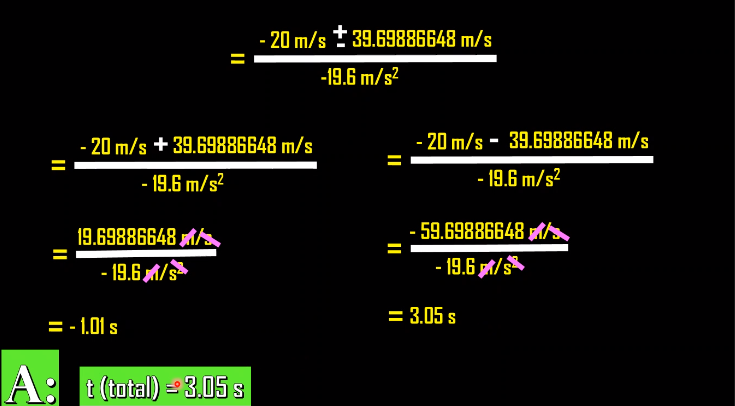 = - 20 m/s ± 39.69886648 m/s
-19.6 m/s²
= - 20 m/s + 39.69886648 m/s
- 19.6 m/s²
= 19.69886648 m/s
- 19.6 m/s²
= - 1.01 s
= - 20 m/s - 39.69886648 m/s
- 19.6 m/s²
= - 59.69886648 m/s
- 19.6 m/s²
= 3.05 s
A: t (total) = 3.05 s